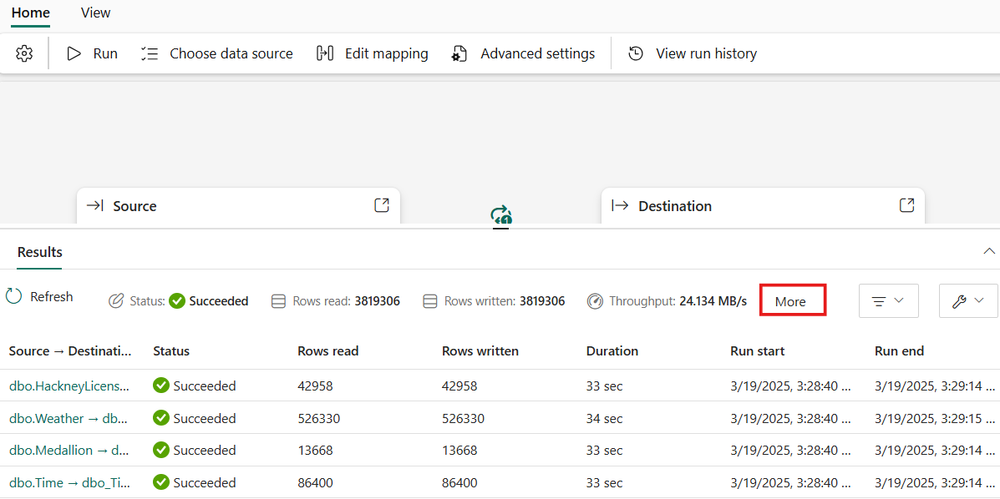 Home View
Run Choose data source Edit mapping Advanced settings View run history
Source Destination
1
Results
Refresh Status: Succeeded Rows read: 3819306 Rows written: 3819306 Throughput: 24.134 MB/s More
Source → Destinati... Status Rows read Rows written Duration Run start Run end
dbo.HackneyLicens... Succeeded 42958 42958 33 sec 3/19/2025, 3:28:40 ... 3/19/2025, 3:29:14 ...
dbo.Weather → db... Succeeded 526330 526330 34 sec 3/19/2025, 3:28:40 ... 3/19/2025, 3:29:15 ...
dbo.Medallion → d... Succeeded 13668 13668 33 sec 3/19/2025, 3:28:40 ... 3/19/2025, 3:29:14 ...
dbo.Time → dbo_Ti... Succeeded 86400 86400 33 sec 3/19/2025, 3:28:40 ... 3/19/2025, 3:29:14 ...